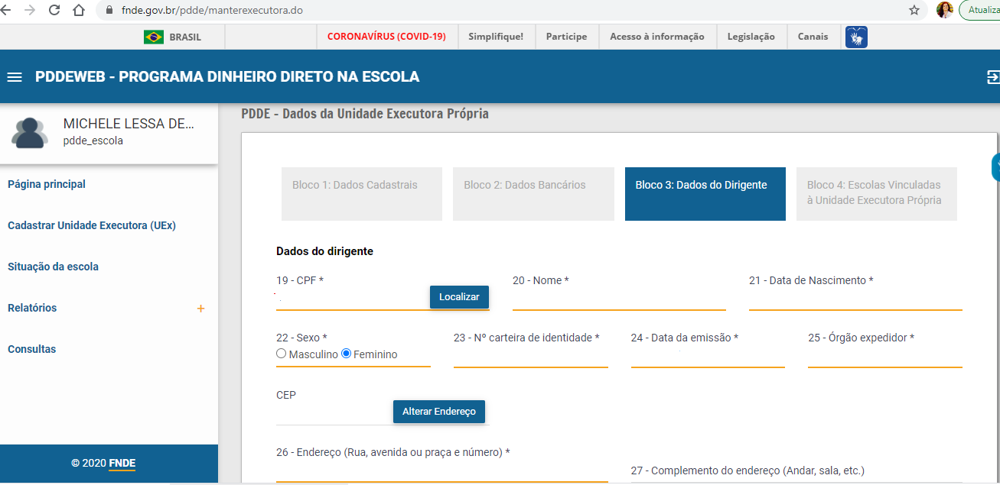 fnde.gov.br/pdde/manterexecutora.do
Atualiza
BRASIL
CORONAVÍRUS (COVID-19)
Simplifique!
Participe
Acesso à informação
Legislação
Canais
PDDEWEB - PROGRAMA DINHEIRO DIRETO NA ESCOLA
MICHELE LESSA DE...
pdde_escola
Página principal
Cadastrar Unidade Executora (UEx)
Situação da escola
Relatórios +
Consultas
© 2020 FNDE
PDDE - Dados da Unidade Executora Própria
Bloco 1: Dados Cadastrais
Bloco 2: Dados Bancários
Bloco 3: Dados do Dirigente
Bloco 4: Escolas Vinculadas
à Unidade Executora Própria
Dados do dirigente
19 - CPF *
Localizar
20 - Nome *
21 - Data de Nascimento *
22 - Sexo *
Masculino Feminino
23 - Nº carteira de identidade *
24 - Data da emissão *
25 - Órgão expedidor *
CEP
Alterar Endereço
26 - Endereço (Rua, avenida ou praça e número) *
27 - Complemento do endereço (Andar, sala, etc.)